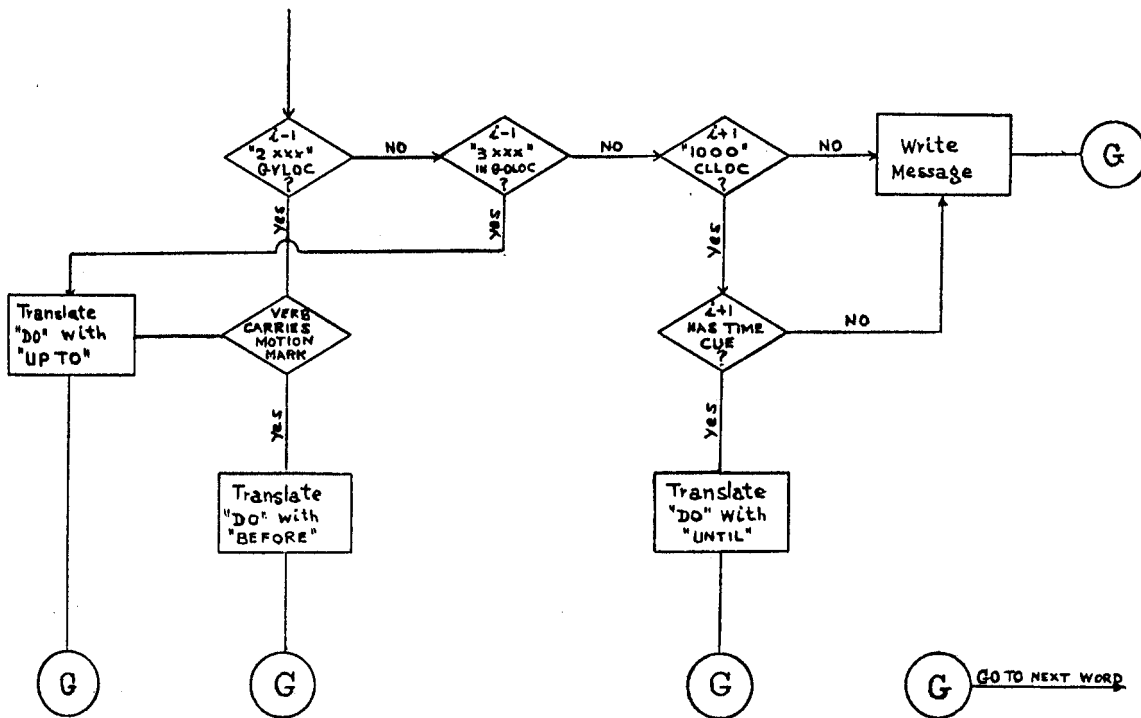 i-1
"2 xxx"
GVLOC
?
NO
i-1
"3 xxx"
IN GOLOC
?
NO
i+1
"1000"
CLLOC
?
NO
Write
Message
G
yes
yes
yes
Translate
"DO" with
"UP TO"
VERB
CARRIES
MOTION
MARK
i+1
HAS TIME
CUE
?
NO
yes
yes
Translate
"DO" with
"BEFORE"
Translate
"DO" with
"UNTIL"
G
G
G
G
GO TO NEXT WORD